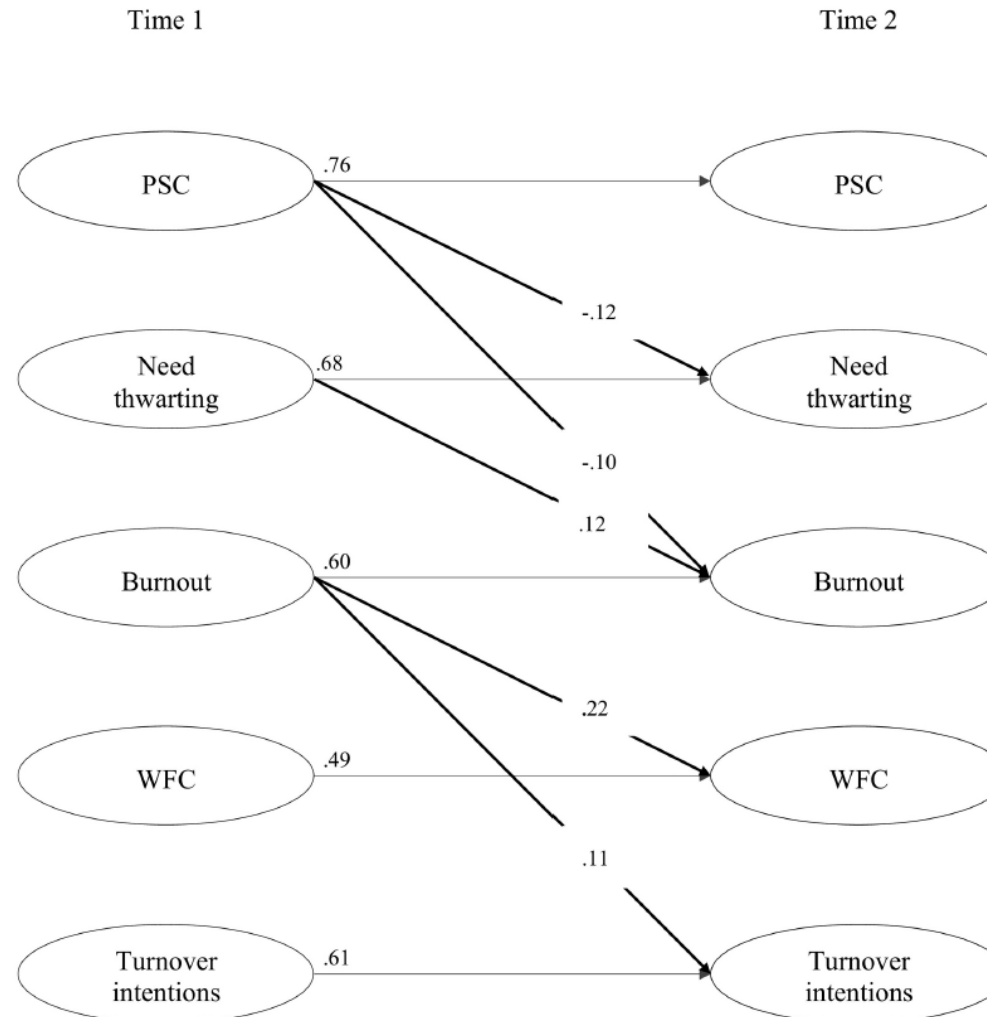 Time 1
Time 2
.76
PSC
PSC
-.12
.68
Need
thwarting
Need
thwarting
-.10
.12
.60
Burnout
Burnout
.22
.49
WFC
WFC
.11
.61
Turnover
intentions
Turnover
intentions